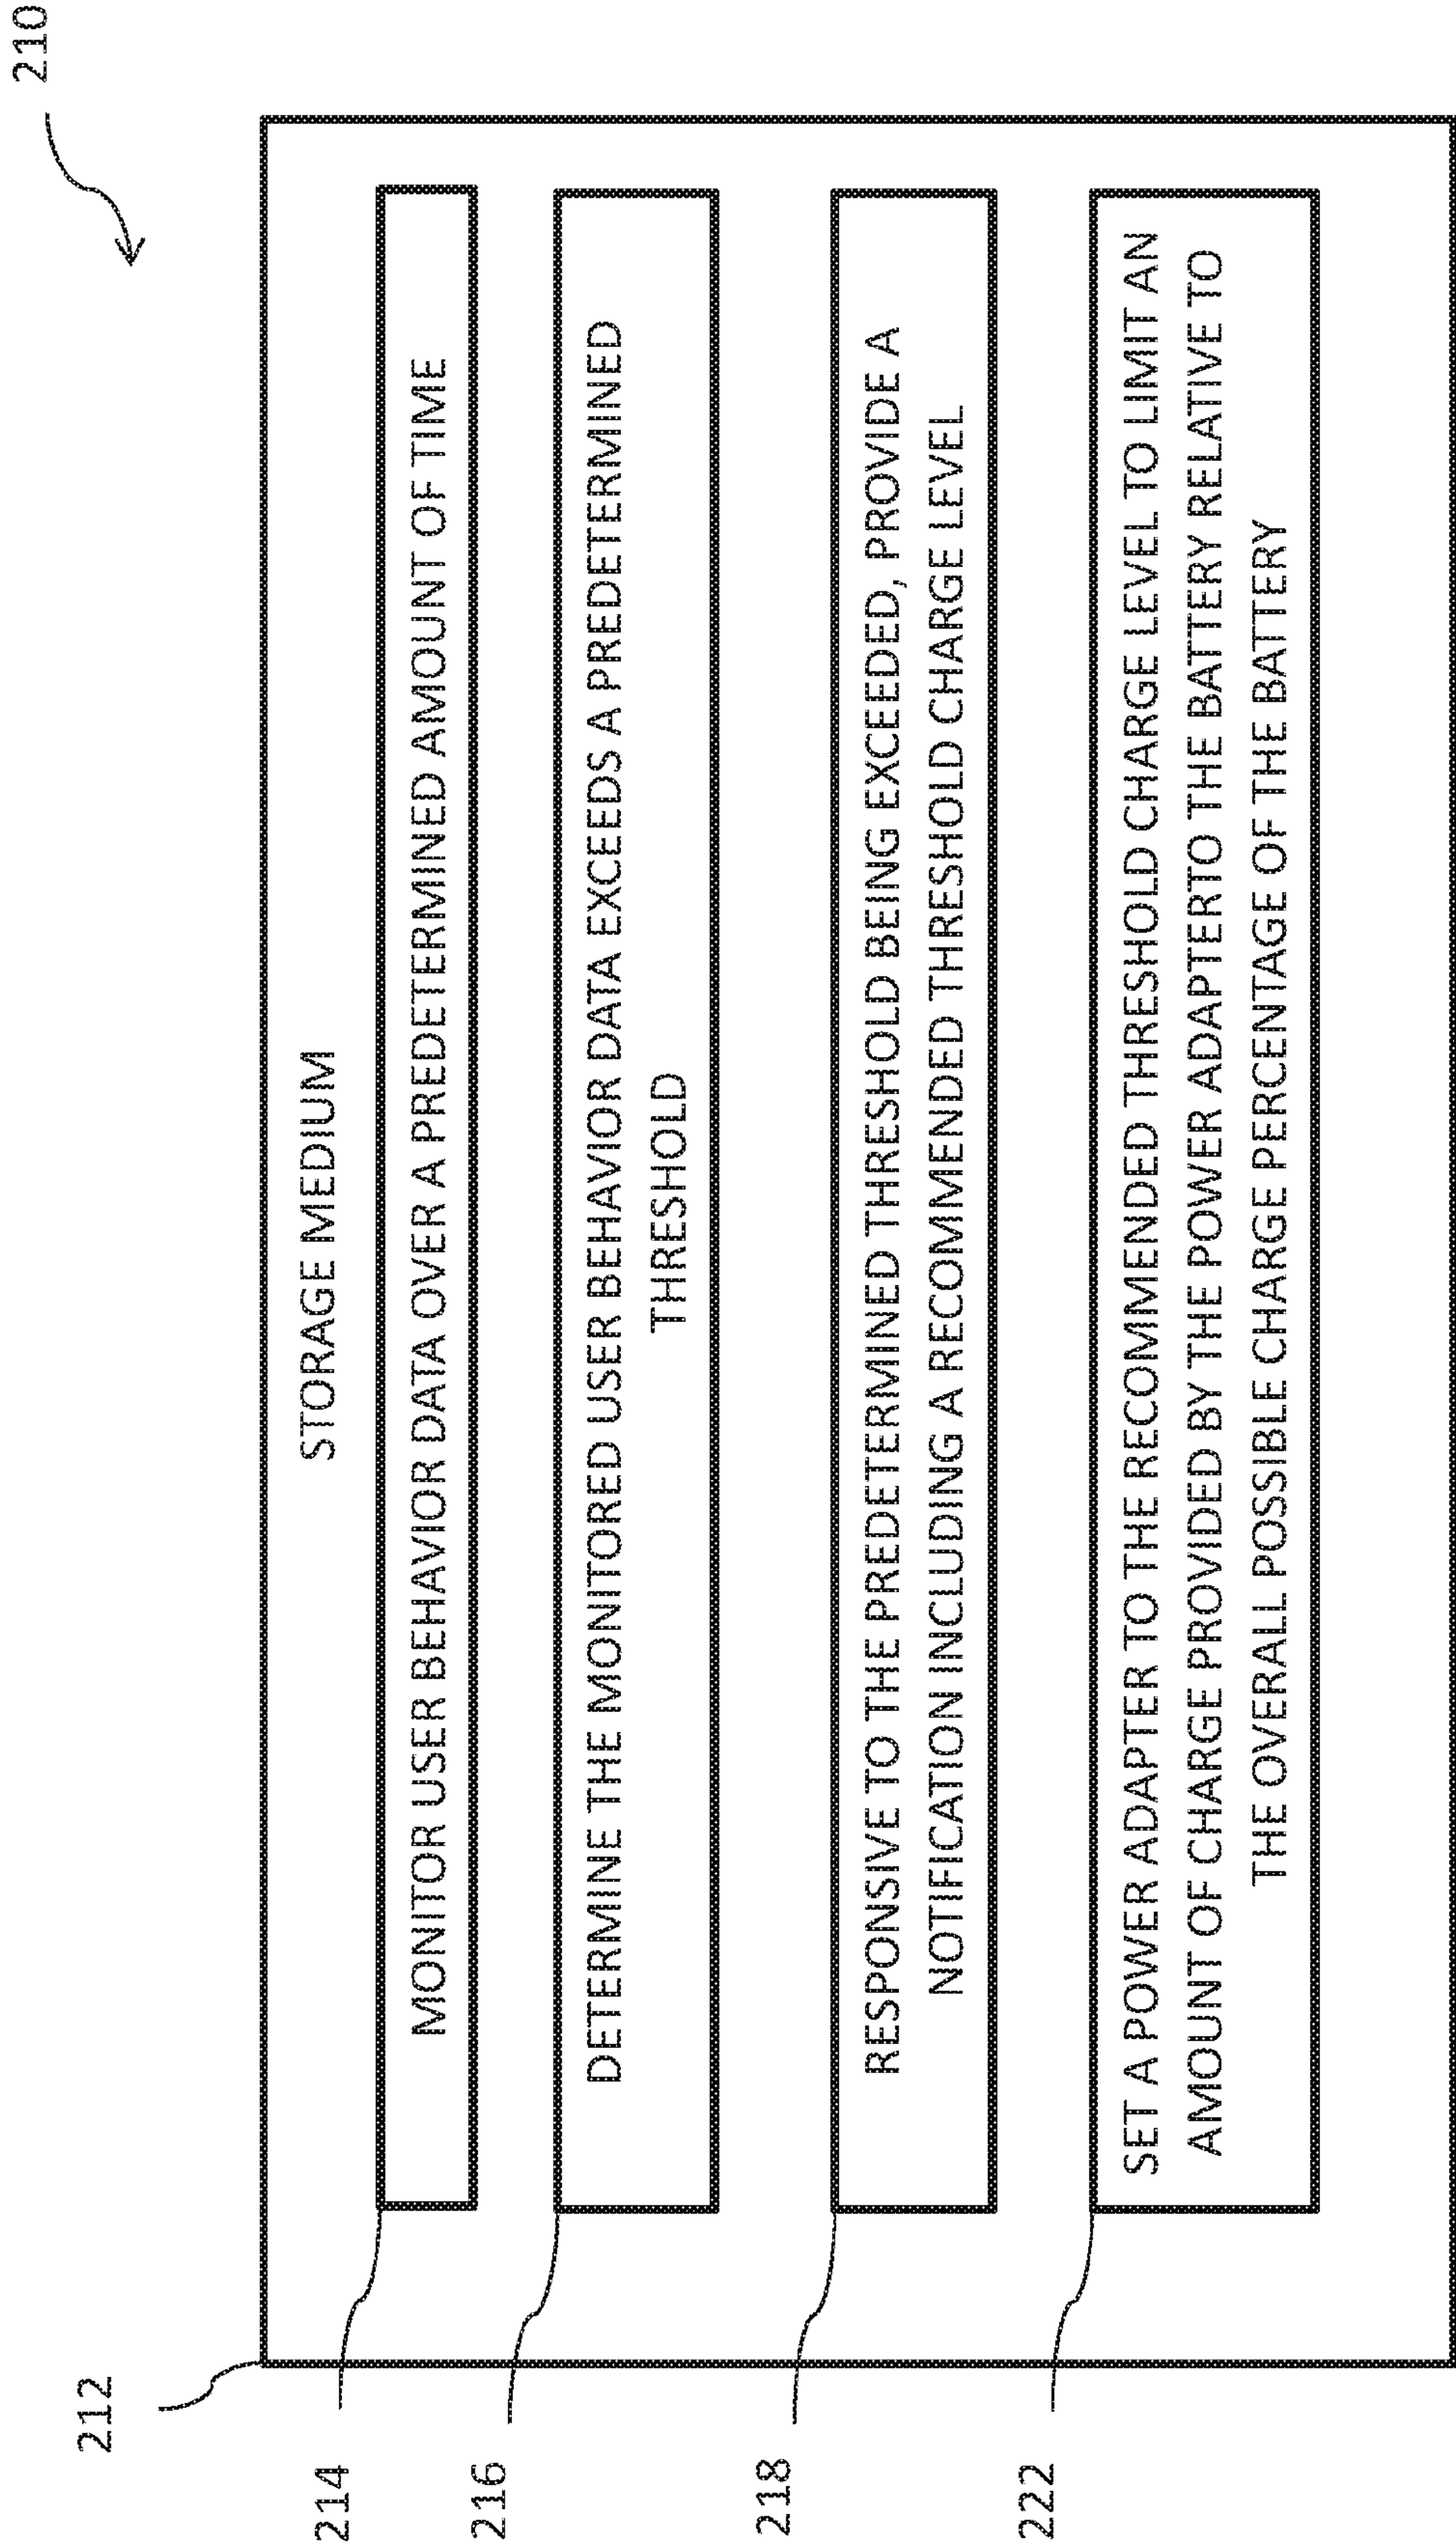 210
212
STORAGE MEDIUM
214
MONITOR USER BEHAVIOR DATA OVER A PREDETERMINED AMOUNT OF TIME
216
DETERMINE THE MONITORED USER BEHAVIOR DATA EXCEEDS A PREDETERMINED
THRESHOLD
218
RESPONSIVE TO THE PREDETERMINED THRESHOLD BEING EXCEEDED, PROVIDE A
NOTIFICATION INCLUDING A RECOMMENDED THRESHOLD CHARGE LEVEL
222
SET A POWER ADAPTER TO THE RECOMMENDED THRESHOLD CHARGE LEVEL TO LIMIT AN
AMOUNT OF CHARGE PROVIDED BY THE POWER ADAPTERTO THE BATTERY RELATIVE TO
THE OVERALL POSSIBLE CHARGE PERCENTAGE OF THE BATTERY